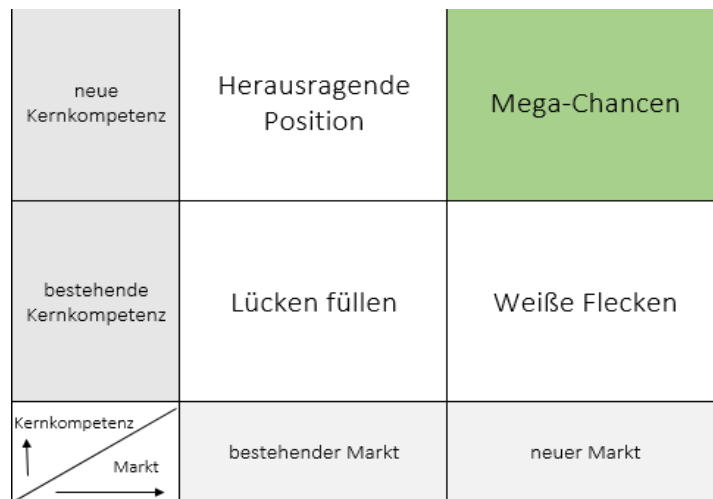 neue
Kernkompetenz
Herausragende
Position
Mega-Chancen
bestehende
Kernkompetenz
Lücken füllen
Weiße Flecken
Kernkompetenz
Markt
bestehender Markt
neuer Markt